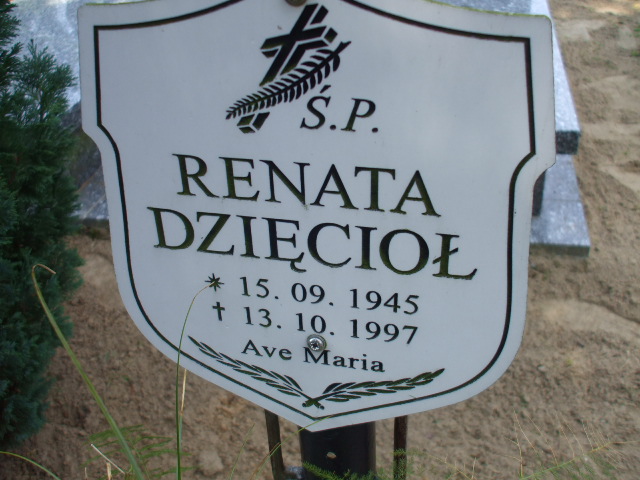 Ś.P.
RENATA
DZIĘCIOŁ
* 15. 09. 1945
† 13. 10. 1997
Ave Maria